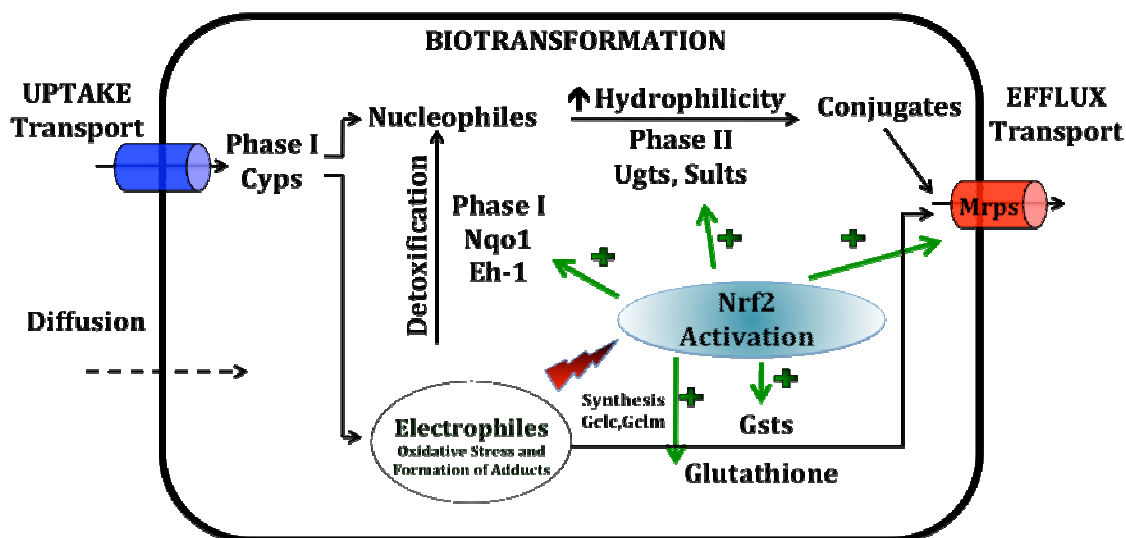 BIOTRANSFORMATION
UPTAKE
Transport
Phase I
Cyps
Nucleophiles
Hydrophilicity
Phase II
Ugts, Sults
Conjugates
EFFLUX
Transport
Mrps
Detoxification
Phase I
Nqo1
Eh-1
Nrf2
Activation
Diffusion
Electrophiles
Oxidative Stress and
Formation of Adducts
Synthesis
Gclc,Gclm
Gsts
Glutathione